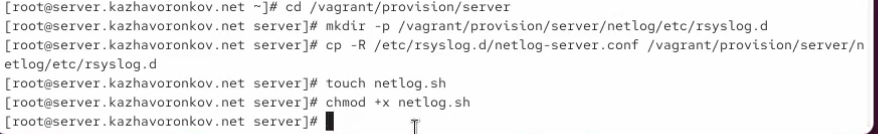 [root@server.kazhavoronkov.net ~]# cd /vagrant/provision/server
[root@server.kazhavoronkov.net server]# mkdir -p /vagrant/provision/server/netlog/etc/rsyslog.d
[root@server.kazhavoronkov.net server]# cp -R /etc/rsyslog.d/netlog-server.conf /vagrant/provision/server/n
etlog/etc/rsyslog.d
[root@server.kazhavoronkov.net server]# touch netlog.sh
[root@server.kazhavoronkov.net server]# chmod +x netlog.sh
[root@server.kazhavoronkov.net server]#